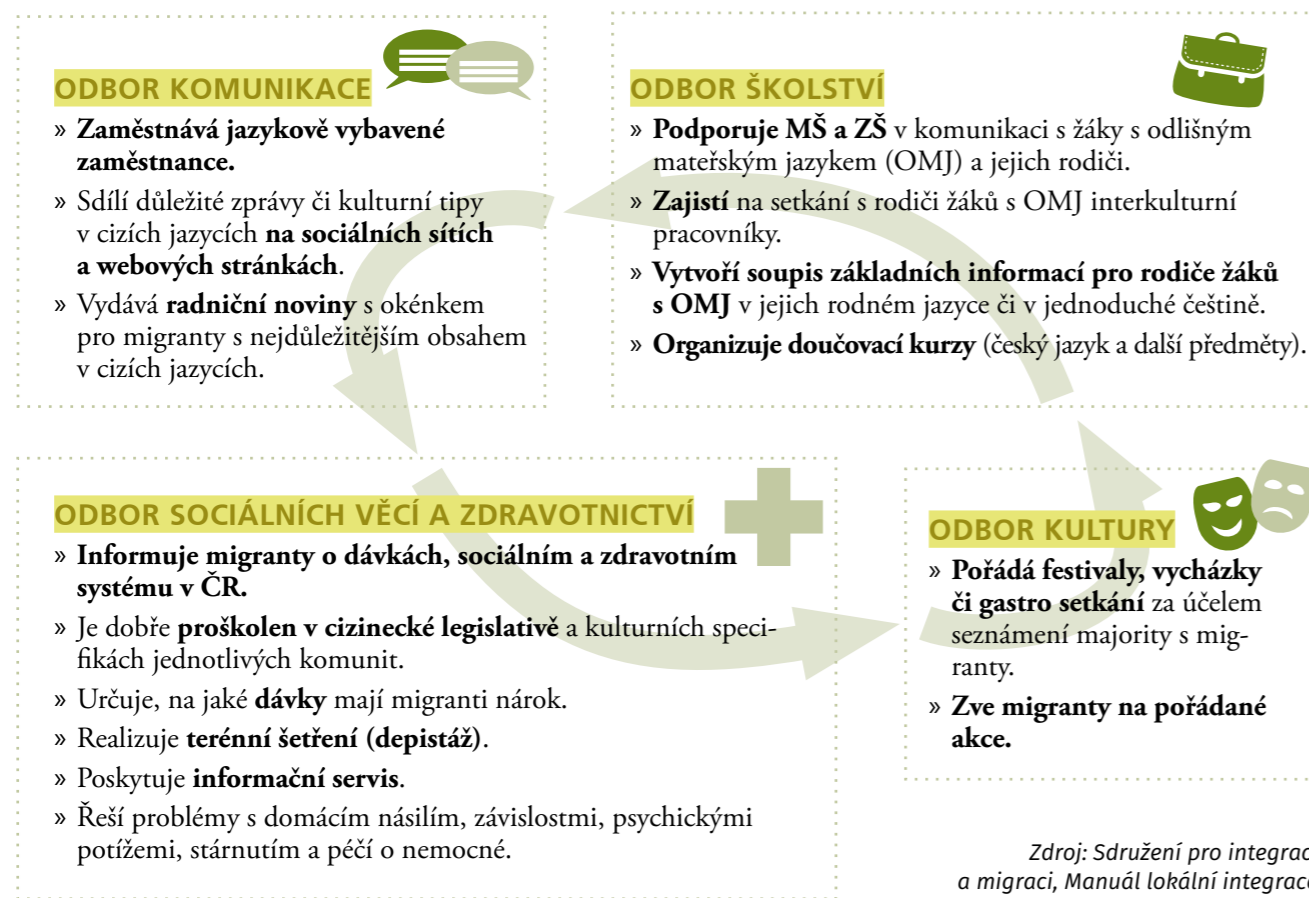 ODBOR KOMUNIKACE
» Zaměstnává jazykově vybavené
zaměstnance.
» Sdílí důležité zprávy či kulturní tipy
v cizích jazycích na sociálních sítích
a webových stránkách.
» Vydává radniční noviny s okénkem
pro migranty s nejdůležitějším obsahem
v cizích jazycích.
ODBOR ŠKOLSTVÍ
» Podporuje MŠ a ZŠ v komunikaci s žáky s odlišným
mateřským jazykem (OMJ) a jejich rodiči.
» Zajistí na setkání s rodiči žáků s OMJ interkulturní
pracovníky.
» Vytvoří soupis základních informací pro rodiče žáků
s OMJ v jejich rodném jazyce či v jednoduché češtině.
» Organizuje doučovací kurzy (český jazyk a další předměty).
ODBOR SOCIÁLNÍCH VĚCÍ A ZDRAVOTNICTVÍ
» Informuje migranty o dávkách, sociálním a zdravotním
systému v ČR.
» Je dobře proškolen v cizinecké legislativě a kulturních speci-
fikách jednotlivých komunit.
» Určuje, na jaké dávky mají migranti nárok.
» Realizuje terénní šetření (depistáž).
» Poskytuje informační servis.
» Řeší problémy s domácím násilím, závislostmi, psychickými
potížemi, stárnutím a péčí o nemocné.
ODBOR KULTURY
» Pořádá festivaly, vycházky
či gastro setkání za účelem
seznámení majority s mig-
ranty.
» Zve migranty na pořádané
akce.
Zdroj: Sdružení pro integrac
a migraci, Manuál lokální integrac